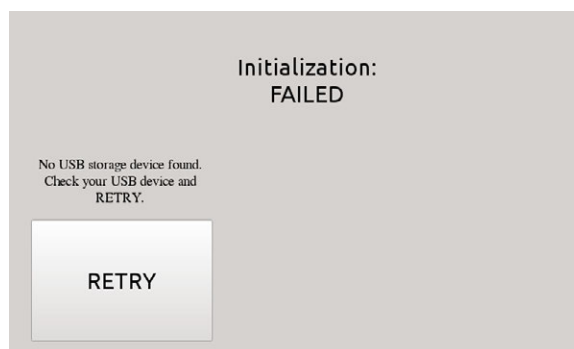 Initialization:
FAILED
No USB storage device found.
Check your USB device and
RETRY.
RETRY